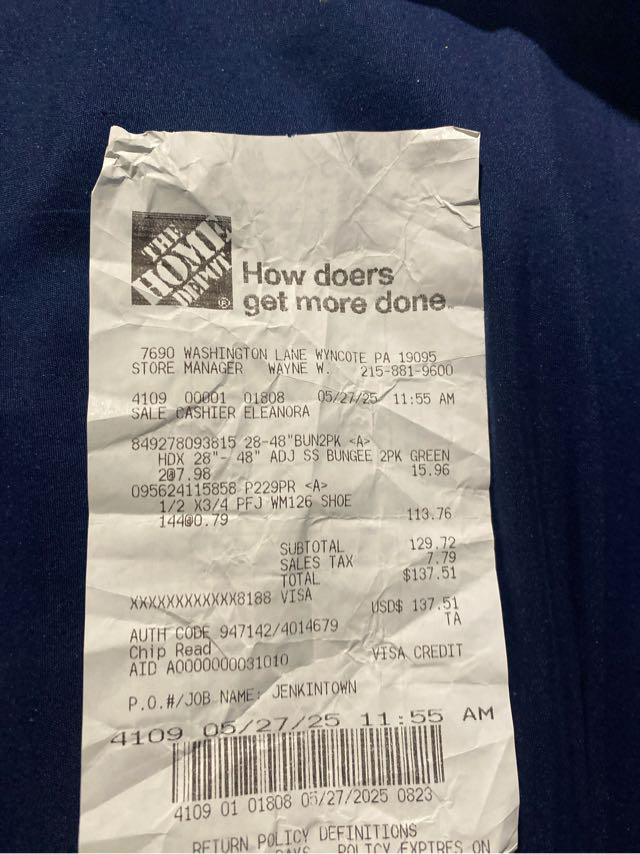 THE
HOME
DEPOT
®
How doers
get more done™
7690 WASHINGTON LANE WYNCOTE PA 19095
STORE MANAGER WAYNE W. 215-881-9600
4109 00001 01808 05/27/25 11:55 AM
SALE CASHIER ELEANORA
849278093815 28-48"BUN2PK <A>
HDX 28"- 48" ADJ SS BUNGEE 2PK GREEN
2@7.98 15.96
095624115858 P229PR <A>
1/2 X3/4 PFJ WM126 SHOE
144@0.79 113.76
SUBTOTAL 129.72
SALES TAX 7.79
TOTAL $137.51
XXXXXXXXXXXX8188 VISA
USD$ 137.51
TA
AUTH CODE 947142/4014679
Chip Read
AID A0000000031010 VISA CREDIT
P.O.#/JOB NAME: JENKINTOWN
4109 05/27/25 11:55 AM
4109 01 01808 05/27/2025 0823
RETURN POLICY DEFINITIONS
DAYS POLICY EXPIRES ON